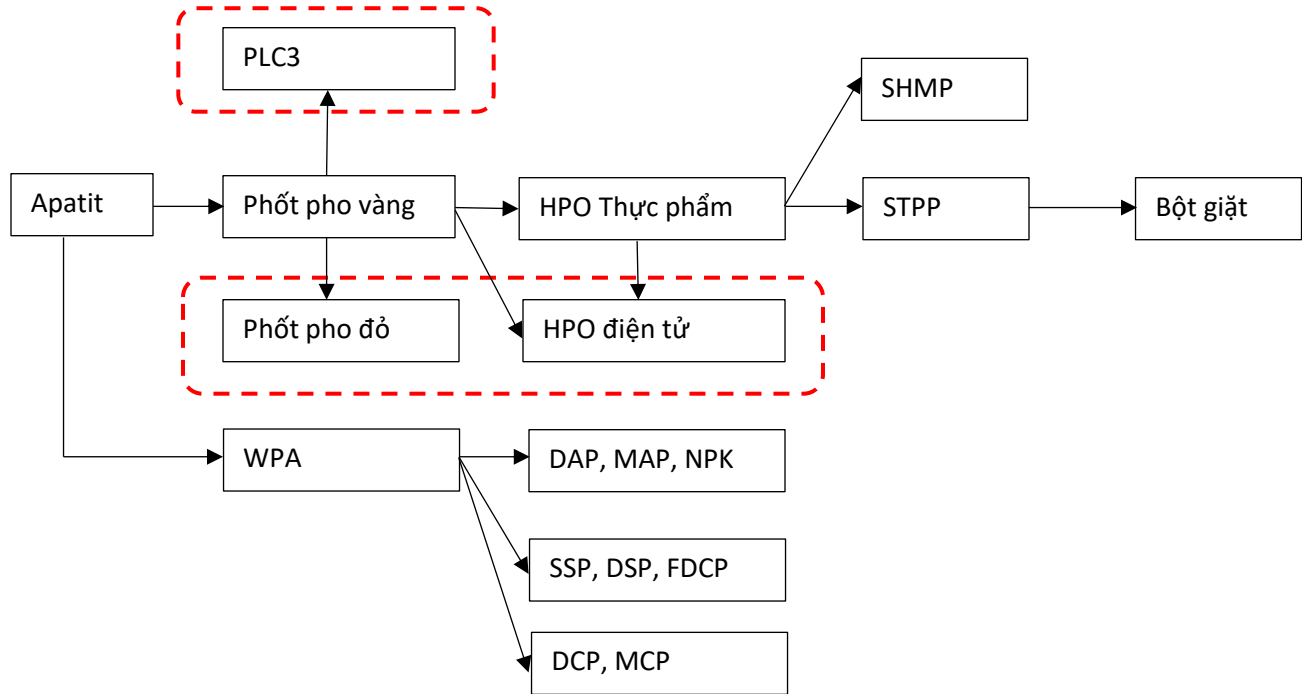 PLC3
SHMP
Apatit
Phốt pho vàng
HPO Thực phẩm
STPP
Bột giặt
Phốt pho đỏ
HPO điện tử
WPA
DAP, MAP, NPK
SSP, DSP, FDCP
DCP, MCP